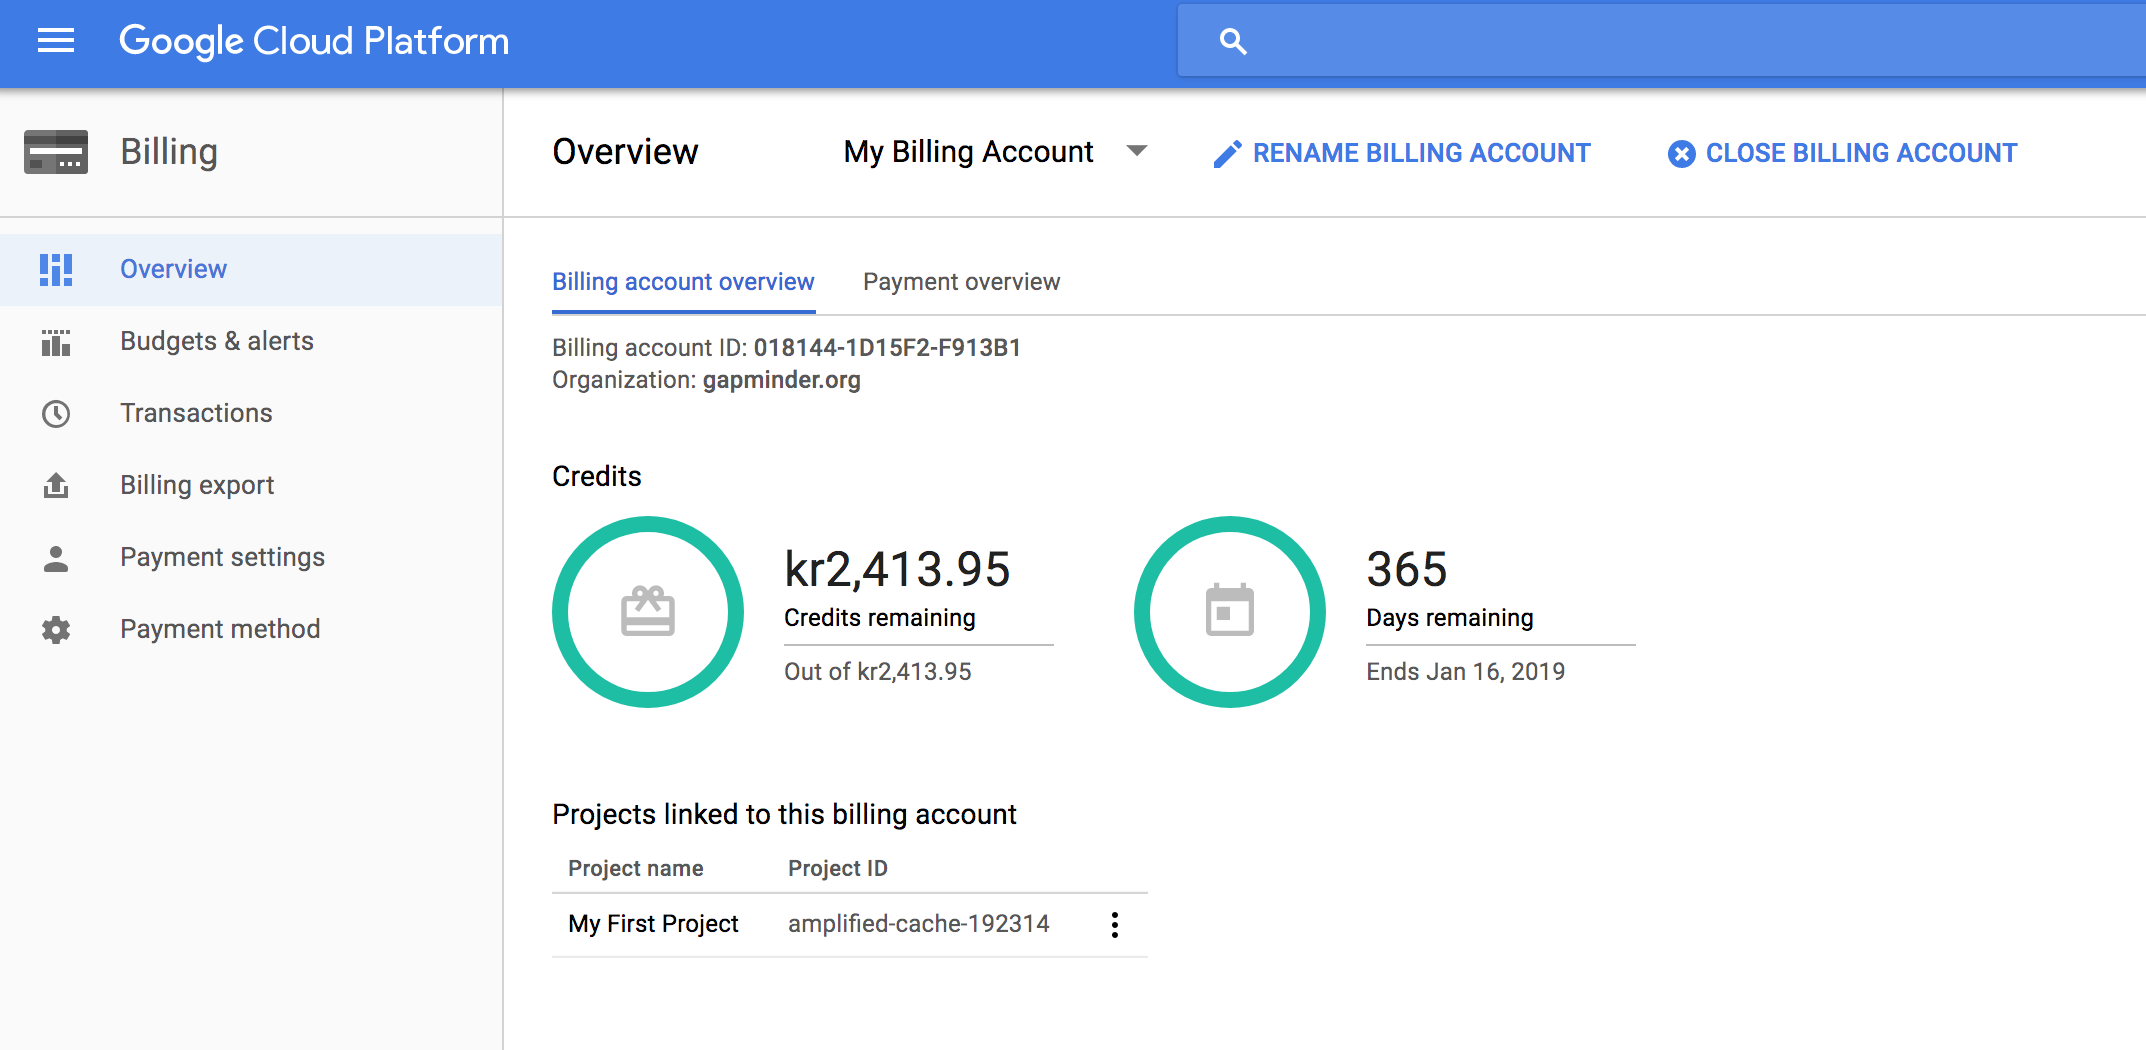 Google Cloud Platform
Billing
Overview
Budgets & alerts
Transactions
Billing export
Payment settings
Payment method
Overview
My Billing Account
RENAME BILLING ACCOUNT
CLOSE BILLING ACCOUNT
Billing account overview
Payment overview
Billing account ID: 018144-1D15F2-F913B1
Organization: gapminder.org
Credits
kr2,413.95
Credits remaining
Out of kr2,413.95
365
Days remaining
Ends Jan 16, 2019
Projects linked to this billing account
Project name Project ID
My First Project amplified-cache-192314